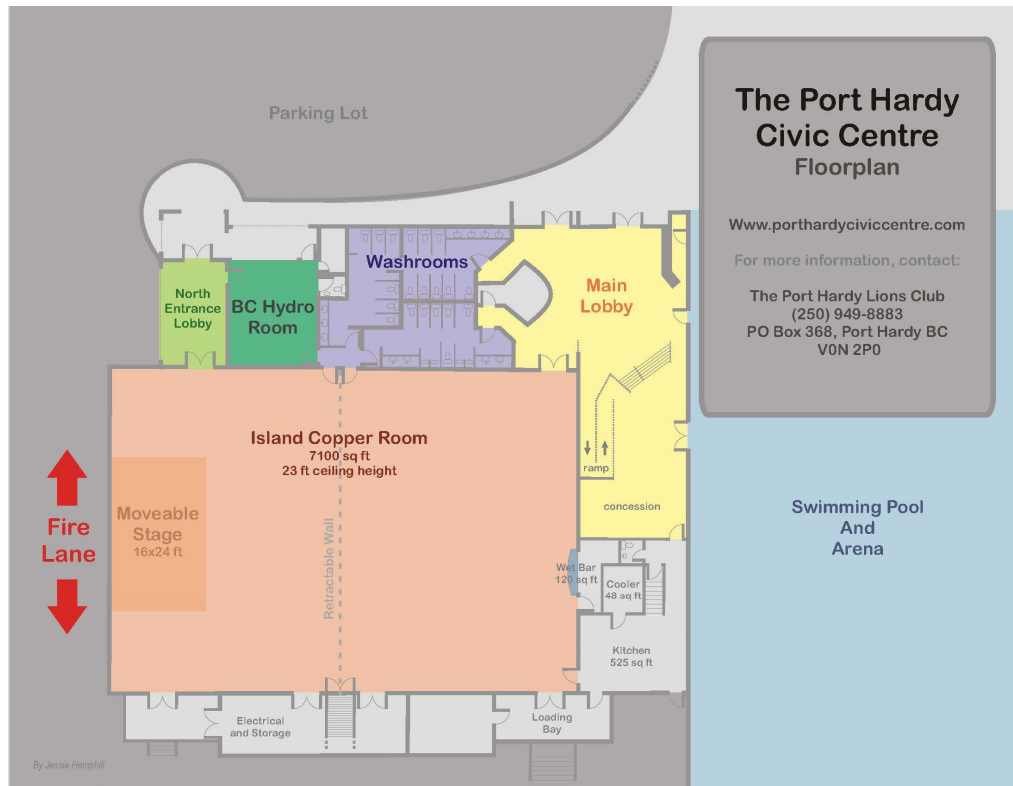 The Port Hardy
Civic Centre
Floorplan
Www.porthardyciviccentre.com
For more information, contact:
The Port Hardy Lions Club
(250) 949-8883
PO Box 368, Port Hardy BC
V0N 2P0
Parking Lot
Washrooms
North
Entrance
Lobby
BC Hydro
Room
Main
Lobby
Island Copper Room
7100 sq ft
23 ft ceiling height
ramp
concession
Moveable
Stage
16x24 ft
Fire
Lane
Retractable Wall
Swimming Pool
And
Arena
Wet Bar
120 sq ft
Cooler
48 sq ft
Kitchen
525 sq ft
Electrical
and Storage
Loading
Bay
By Jessie Hemphill